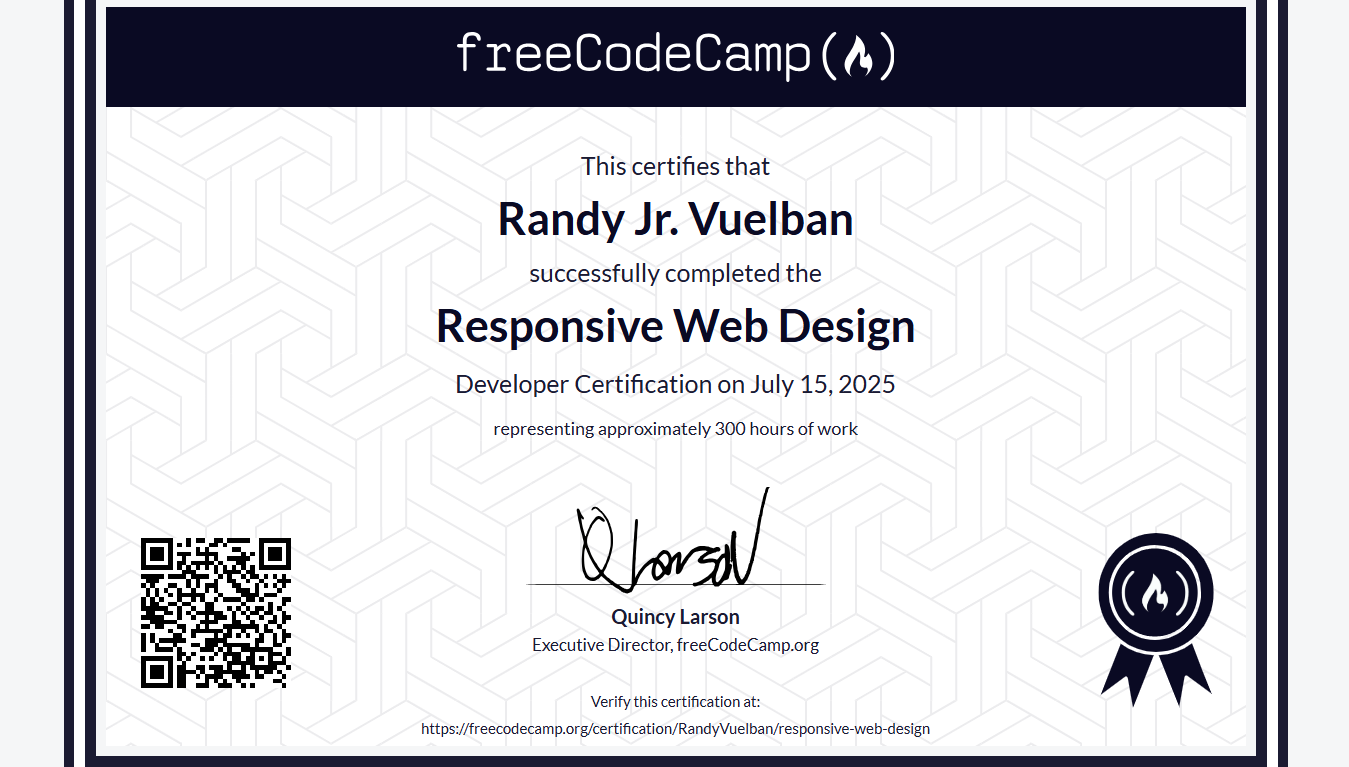 freeCodeCamp(🔥)
This certifies that
Randy Jr. Vuelban
successfully completed the
Responsive Web Design
Developer Certification on July 15, 2025
representing approximately 300 hours of work
Quincy Larson
Executive Director, freeCodeCamp.org
Verify this certification at:
https://freecodecamp.org/certification/RandyVuelban/responsive-web-design